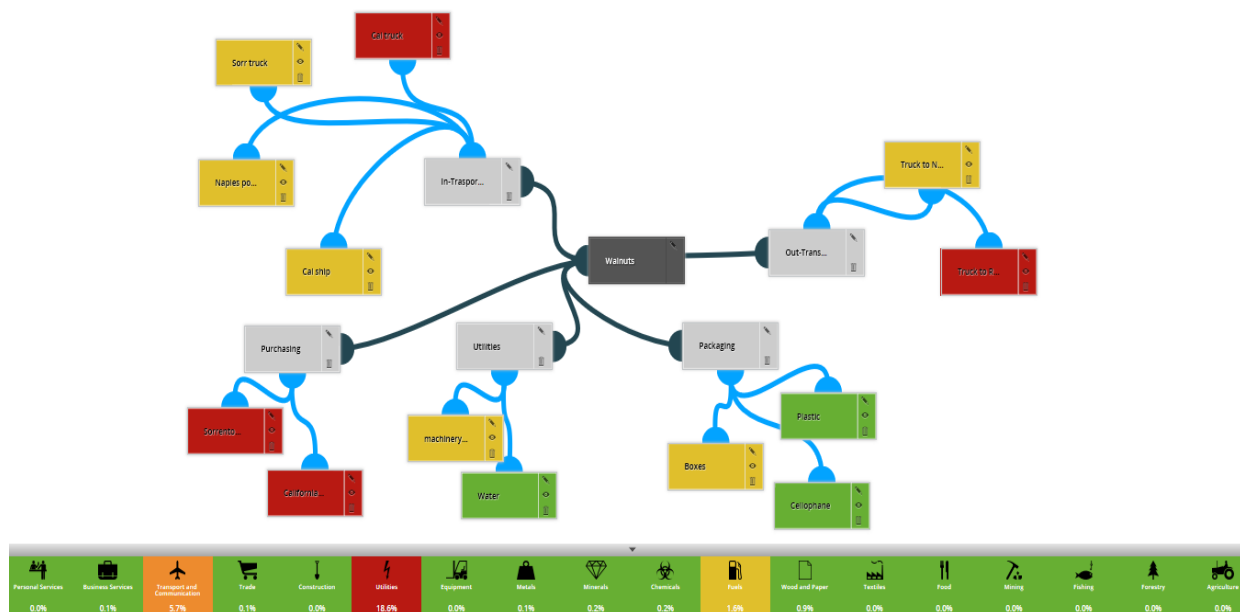 Cal truck
Sorr truck
Truck to N...
Naples po...
In-Traspor...
Out-Trans...
Walnuts
Cal ship
Truck to R...
Purchasing
Utilities
Packaging
Sorrento...
machinery...
Plastic
Boxes
California...
Water
Cellophane
Personal Services
Business Services
Transport and
Communication
Trade
Construction
Utilities
Equipment
Metals
Minerals
Chemicals
Fuels
Wood and Paper
Textiles
Food
Mining
Fishing
Forestry
Agriculture
0.0%
0.1%
5.7%
0.1%
0.0%
18.6%
0.0%
0.1%
0.2%
0.2%
1.6%
0.9%
0.0%
0.0%
0.0%
0.0%
0.0%
0.0%